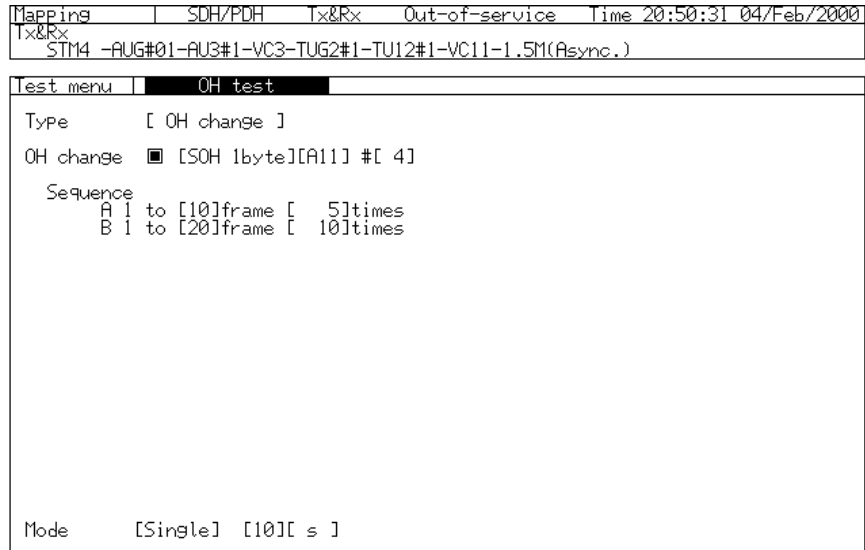 Mapping SDH/PDH Tx&Rx Out-of-service Time 20:50:31 04/Feb/2000
Tx&Rx
STM4 -AUG#01-AU3#1-VC3-TUG2#1-TU12#1-VC11-1.5M(Async.)
Test menu OH test
Type [ OH change ]
OH change [SOH 1byte][A11] #[ 4]
Sequence
A 1 to [10]frame [ 5]times
B 1 to [20]frame [ 10]times
Mode [Single] [10][ s ]